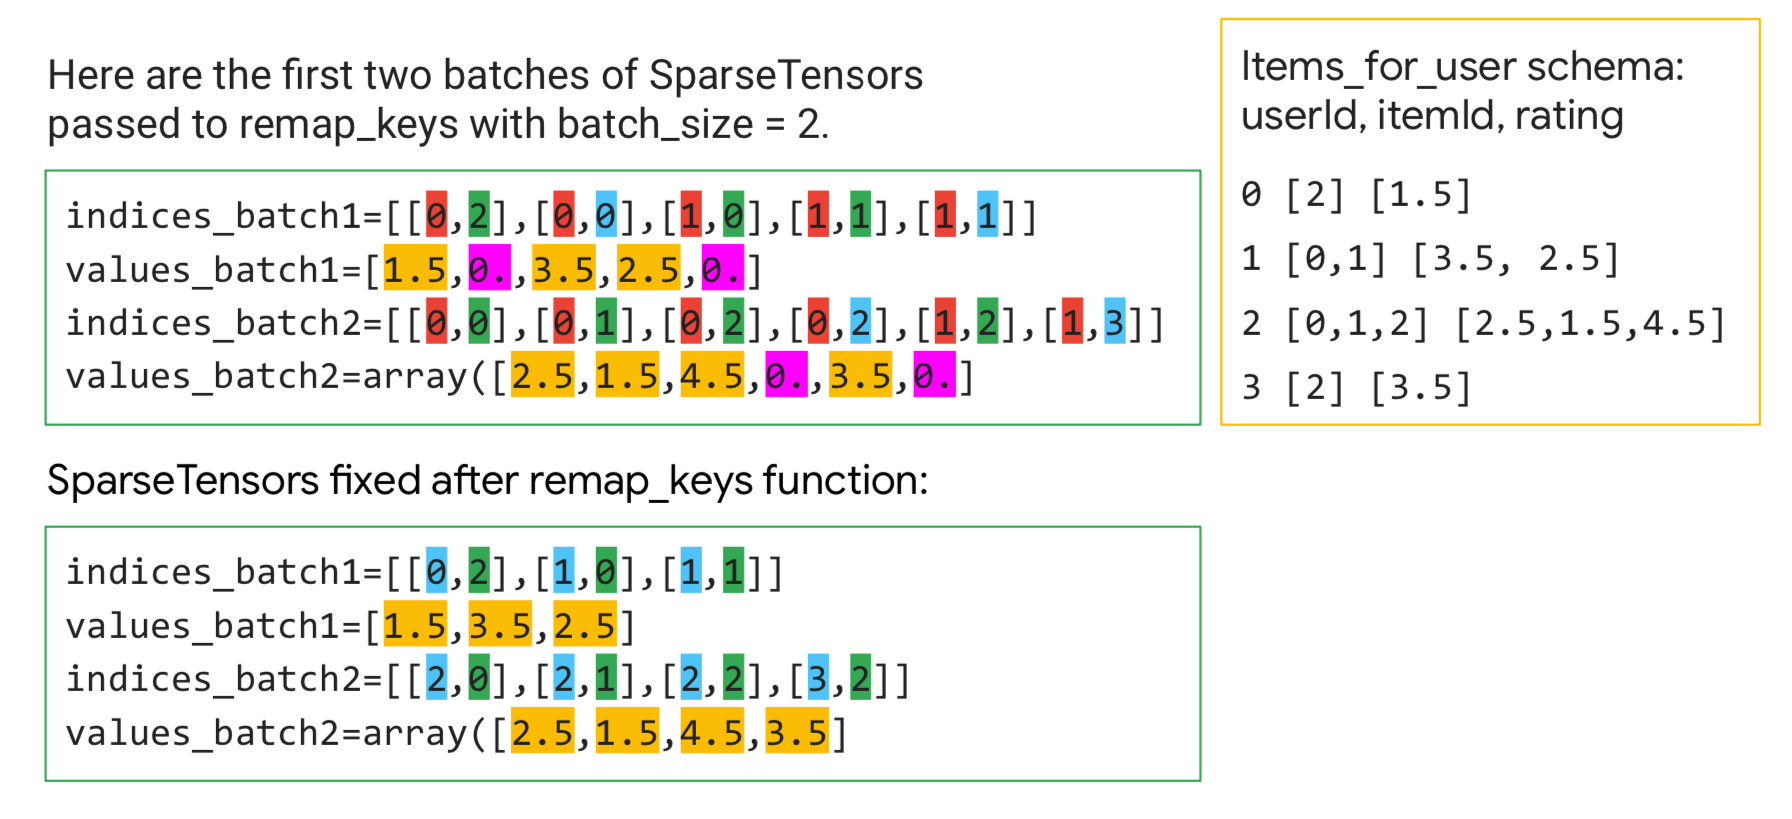 Here are the first two batches of SparseTensors
passed to remap_keys with batch_size = 2.
indices_batch1=[[0,2],[0,0],[1,0],[1,1],[1,1]]
values_batch1=[1.5,0.,3.5,2.5,0.]
indices_batch2=[[0,0],[0,1],[0,2],[0,2],[1,2],[1,3]]
values_batch2=array([2.5,1.5,4.5,0.,3.5,0.]
Items_for_user schema:
userId, itemId, rating
0 [2] [1.5]
1 [0,1] [3.5, 2.5]
2 [0,1,2] [2.5,1.5,4.5]
3 [2] [3.5]
SparseTensors fixed after remap_keys function:
indices_batch1=[[0,2],[1,0],[1,1]]
values_batch1=[1.5,3.5,2.5]
indices_batch2=[[2,0],[2,1],[2,2],[3,2]]
values_batch2=array([2.5,1.5,4.5,3.5]